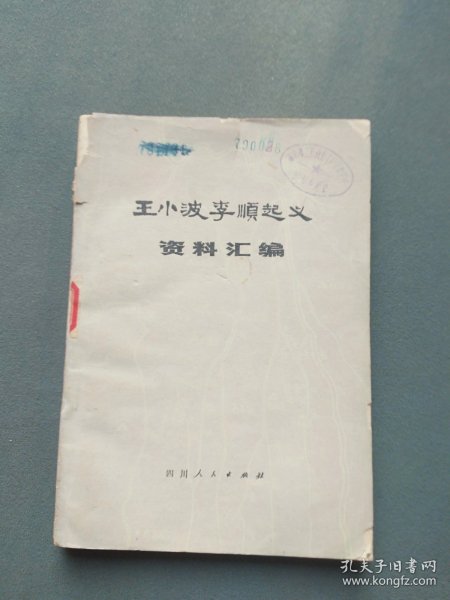 790028
王小波李顺起义
资料汇编
四川人民出版社
孔夫子旧书网
www.kongfz.com